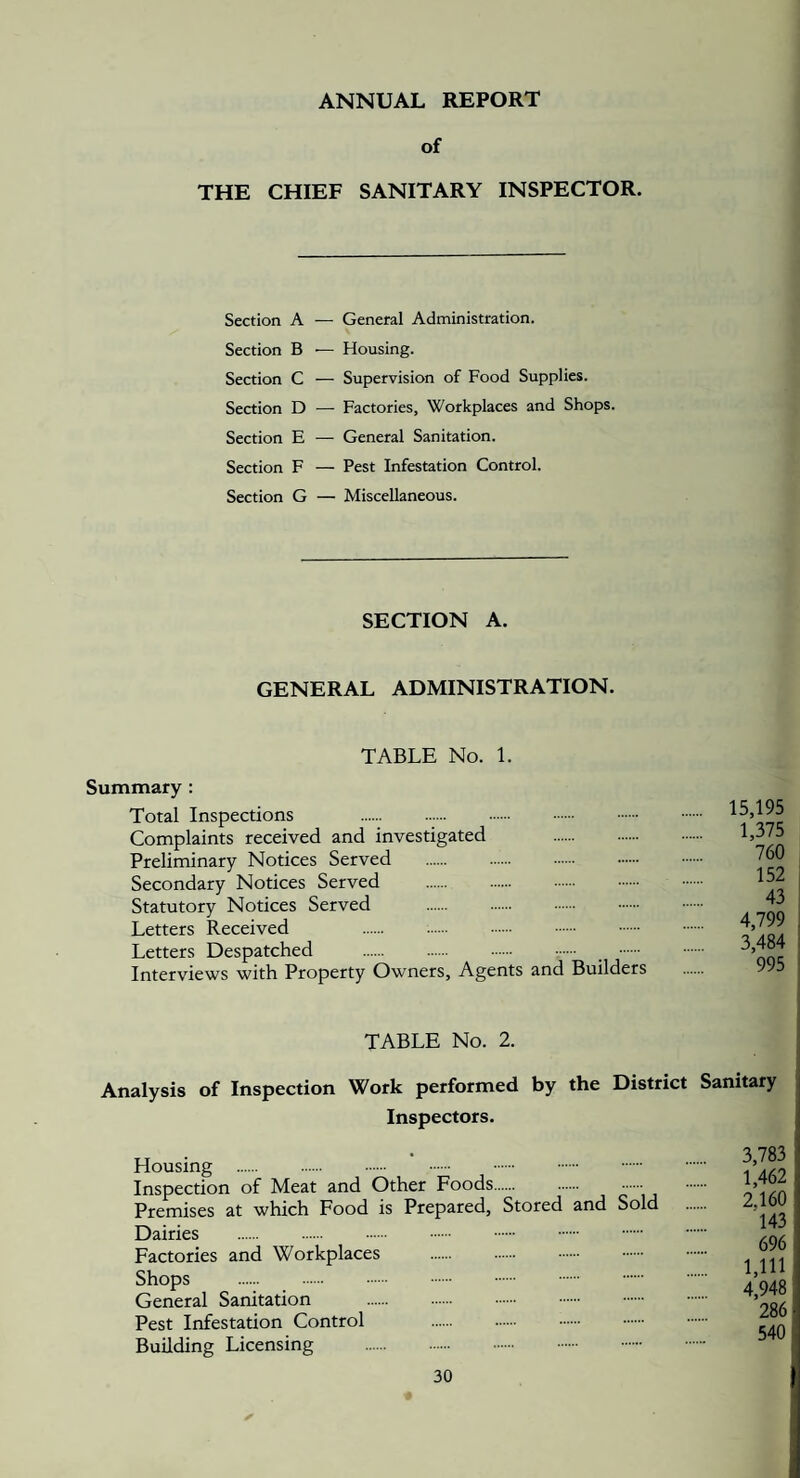 ANNUAL REPORT
of
THE CHIEF SANITARY INSPECTOR.
Section A — General Administration.
Section B — Housing.
Section C — Supervision of Food Supplies.
Section D — Factories, Workplaces and Shops.
Section E — General Sanitation.
Section F — Pest Infestation Control.
Section G — Miscellaneous.
SECTION A.
GENERAL ADMINISTRATION.
TABLE No. 1.
Summary :
Total Inspections ...... ...... ...... ...... ...... ...... 15,195
Complaints received and investigated ...... ...... ...... 1,375
Preliminary Notices Served ...... ...... ...... ...... ...... 760
Secondary Notices Served ...... ...... ...... ...... ...... 152
Statutory Notices Served ...... ...... ...... ...... ...... 43
Letters Received ...... ...... ...... ...... ...... ...... 4,799
Letters Despatched ...... ...... ...... ...... ...... ...... 3,484
Interviews with Property Owners, Agents and Builders ...... 995
TABLE No. 2.
Analysis of Inspection Work performed by the District Sanitary
Inspectors.
Housing ...... ...... ...... ...... ...... ...... ...... ...... 3,783
Inspection of Meat and Other Foods...... ...... ...... ...... 1,462
Premises at which Food is Prepared, Stored and Sold ...... 2,160
Dairies ...... ...... ...... ...... ...... ...... ...... ...... 143
Factories and Workplaces ...... ...... ...... ...... ...... 696
Shops ...... ...... ...... ...... ...... ...... ...... ...... 1,111
General Sanitation ...... ...... ...... ...... ...... ...... 4,948
Pest Infestation Control ...... ...... ...... ...... ...... 286
Building Licensing ...... ...... ...... ...... ...... ...... 540
30